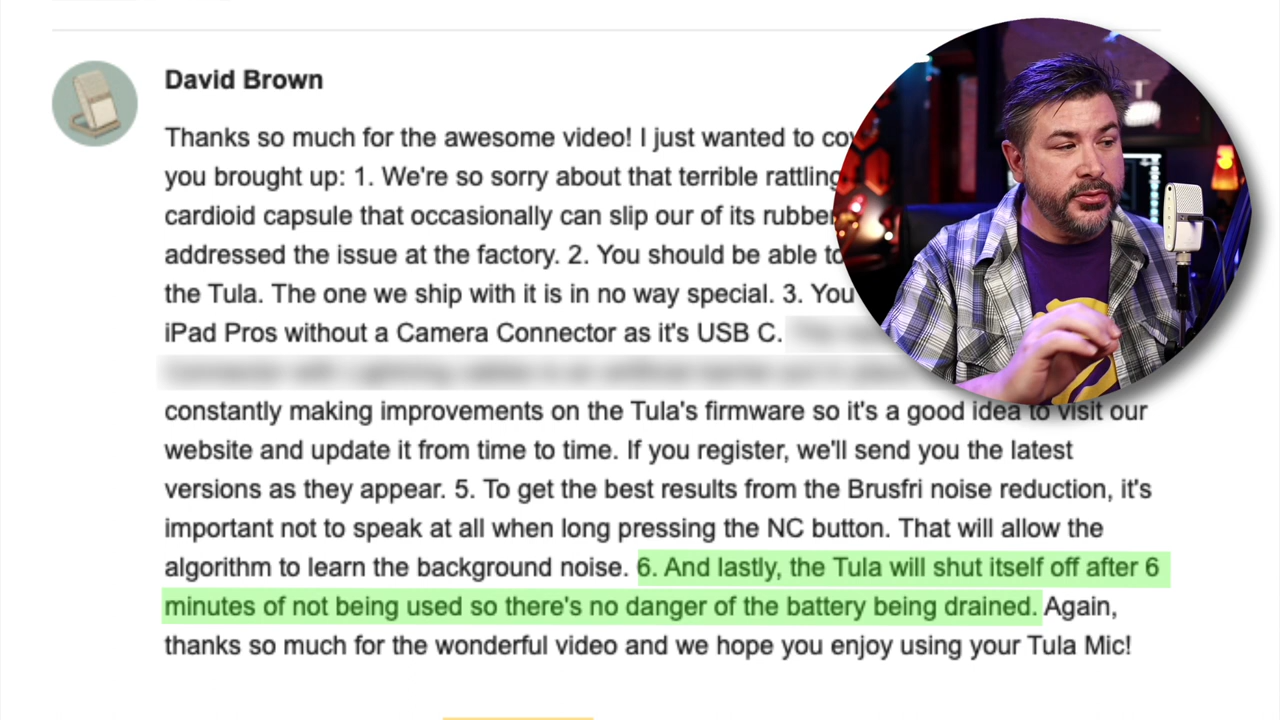 David Brown
Thanks so much for the awesome video! I just wanted to
you brought up: 1. We're so sorry about that terrible rattling
cardioid capsule that occasionally can slip our of its rubber
addressed the issue at the factory. 2. You should be able to
the Tula. The one we ship with it is in no way special. 3. You
iPad Pros without a Camera Connector as it's USB C.
constantly making improvements on the Tula's firmware so it's a good idea to visit our
website and update it from time to time. If you register, we'll send you the latest
versions as they appear. 5. To get the best results from the Brusfri noise reduction, it's
important not to speak at all when long pressing the NC button. That will allow the
algorithm to learn the background noise. 6. And lastly, the Tula will shut itself off after 6
minutes of not being used so there's no danger of the battery being drained. Again,
thanks so much for the wonderful video and we hope you enjoy using your Tula Mic!